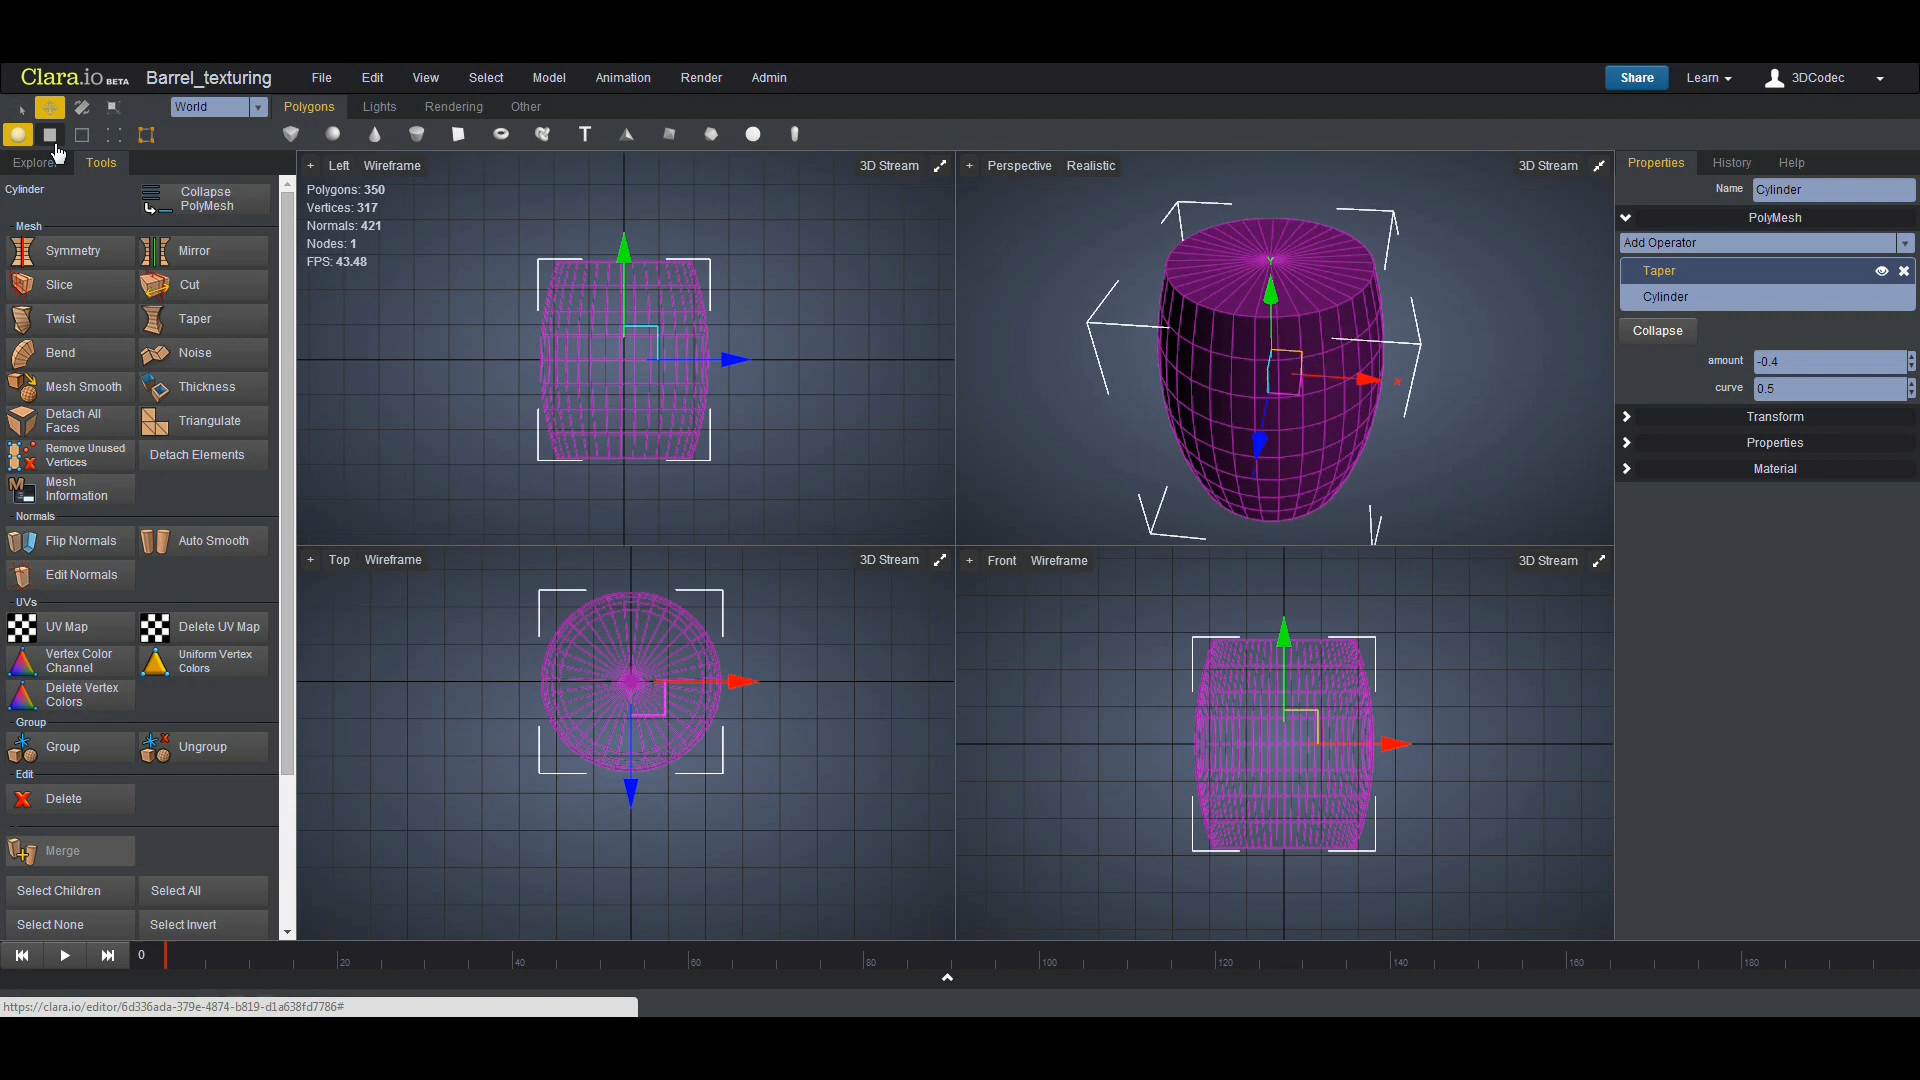 Clara.io BETA Barrel_texturing File Edit View Select Model Animation Render Admin Share Learn 3DCodec
World Polygons Lights Rendering Other
Explore Tools
Cylinder
Collapse PolyMesh
Mesh
Symmetry Mirror
Slice Cut
Twist Taper
Bend Noise
Mesh Smooth Thickness
Detach All Faces Triangulate
Remove Unused Vertices Detach Elements
Mesh Information
Normals
Flip Normals Auto Smooth
Edit Normals
UVs
UV Map Delete UV Map
Vertex Color Channel Uniform Vertex Colors
Delete Vertex Colors
Group
Group Ungroup
Edit
Delete
Merge
Select Children Select All
Select None Select Invert
+ Left Wireframe 3D Stream
Polygons: 350
Vertices: 317
Normals: 421
Nodes: 1
FPS: 43.48
+ Perspective Realistic 3D Stream
Y
x
+ Top Wireframe 3D Stream
+ Front Wireframe 3D Stream
Properties History Help
Name Cylinder
PolyMesh
Add Operator
Taper
Cylinder
Collapse
amount -0.4
curve 0.5
Transform
Properties
Material
0 20 40 60 80 100 120 140 160 180
https://clara.io/editor/6d336ada-379e-4874-b819-d1a638fd7786#